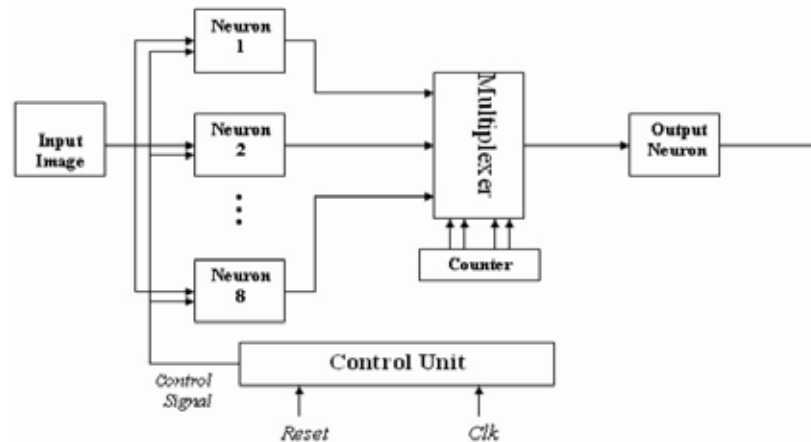 Neuron
1
Input
Image
Neuron
2
Neuron
8
Multiplexer
Counter
Output
Neuron
Control Unit
Control
Signal
Reset
Clk